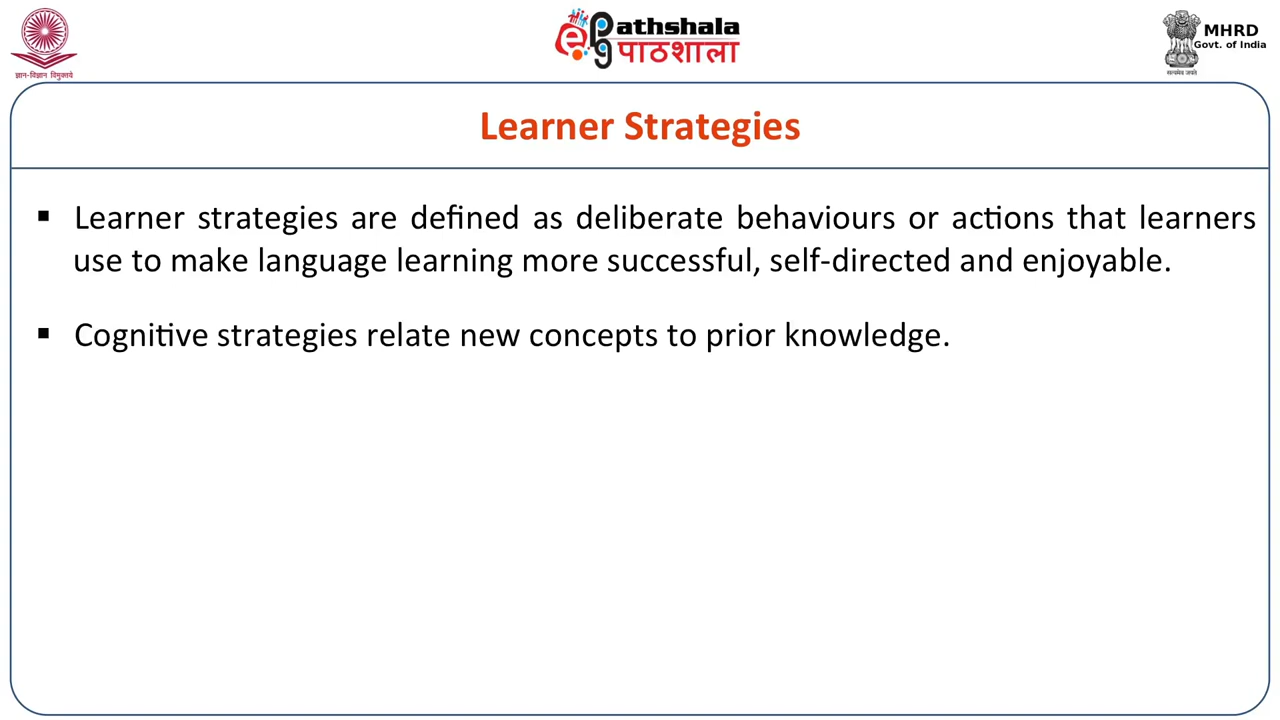 ज्ञान-विज्ञान विमुक्तये
ePathshala
पाठशाला
MHRD
Govt. of India
सत्यमेव जयते
Learner Strategies
▪ Learner strategies are defined as deliberate behaviours or actions that learners
use to make language learning more successful, self-directed and enjoyable.
▪ Cognitive strategies relate new concepts to prior knowledge.